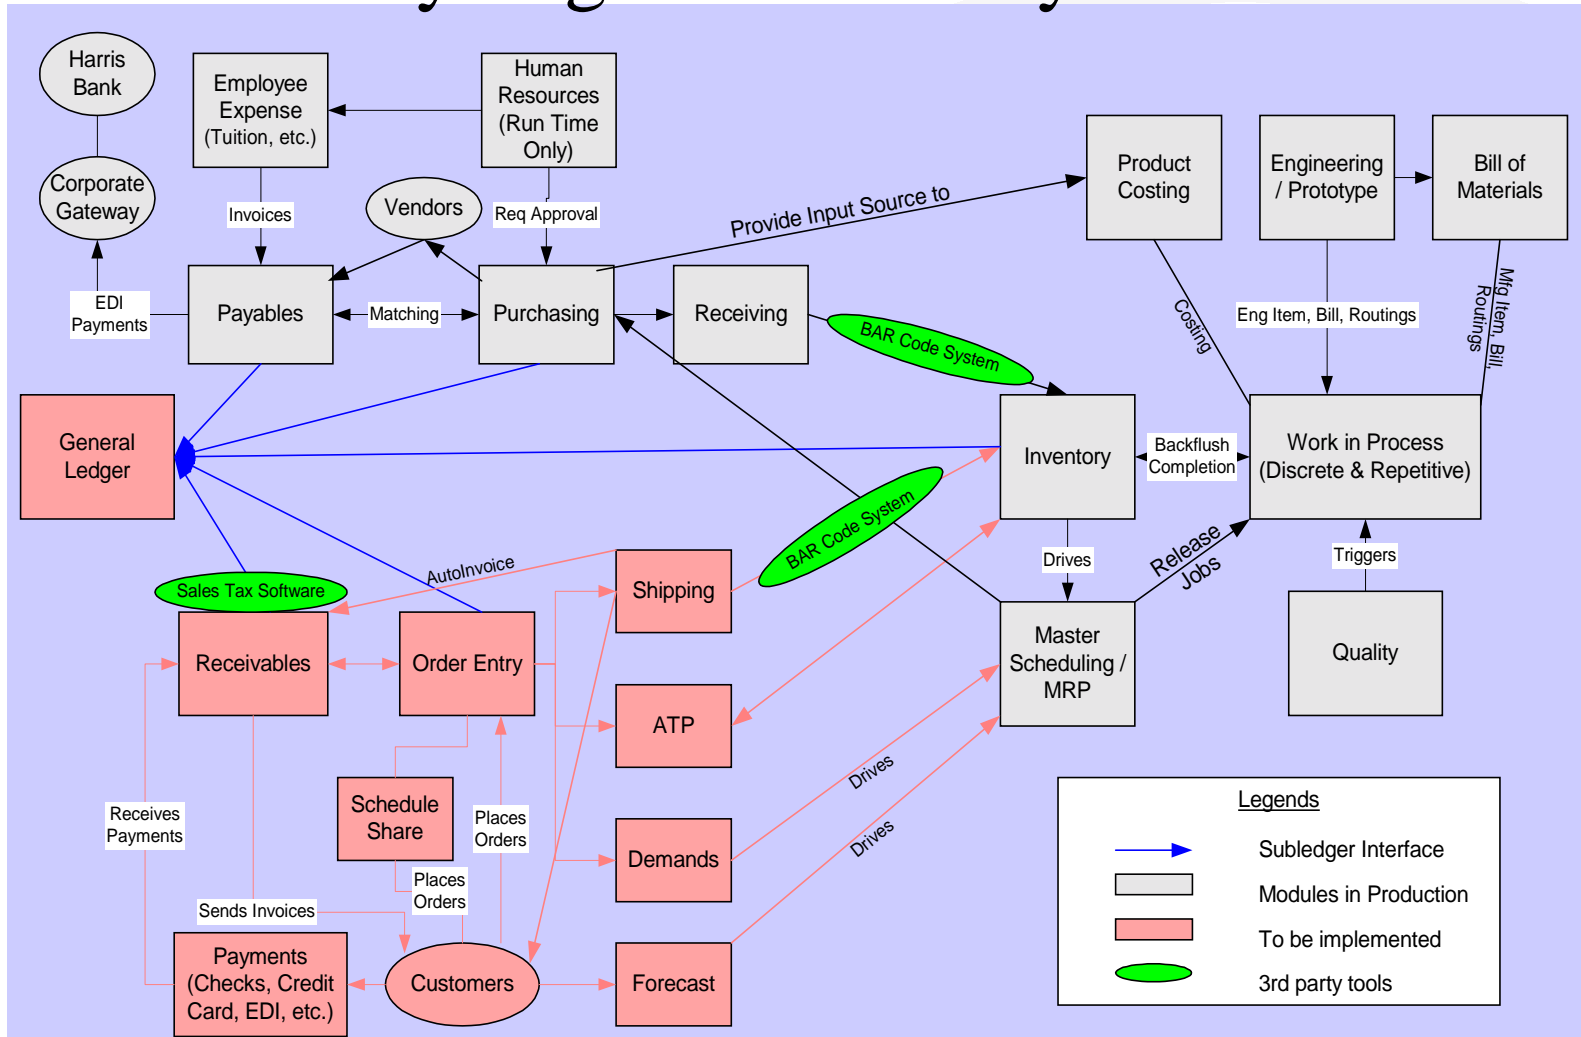 Harris
Bank
Employee
Expense
(Tuition, etc.)
Human
Resources
(Run Time
Only)
Corporate
Gateway
Invoices
Vendors
Req Approval
Provide Input Source to
Product
Costing
Engineering
/ Prototype
Bill of
Materials
EDI
Payments
Payables
Matching
Purchasing
Receiving
BAR Code System
Costing
Eng Item, Bill, Routings
Mfg Item, Bill,
Routings
General
Ledger
Inventory
Backflush
Completion
Work in Process
(Discrete & Repetitive)
BAR Code System
AutoInvoice
Sales Tax Software
Shipping
Drives
Release
Jobs
Triggers
Receivables
Order Entry
Master
Scheduling /
MRP
Quality
ATP
Receives
Payments
Schedule
Share
Places
Orders
Drives
Demands
Drives
Places
Orders
Sends Invoices
Payments
(Checks, Credit
Card, EDI, etc.)
Customers
Forecast
Legends
Subledger Interface
Modules in Production
To be implemented
3rd party tools